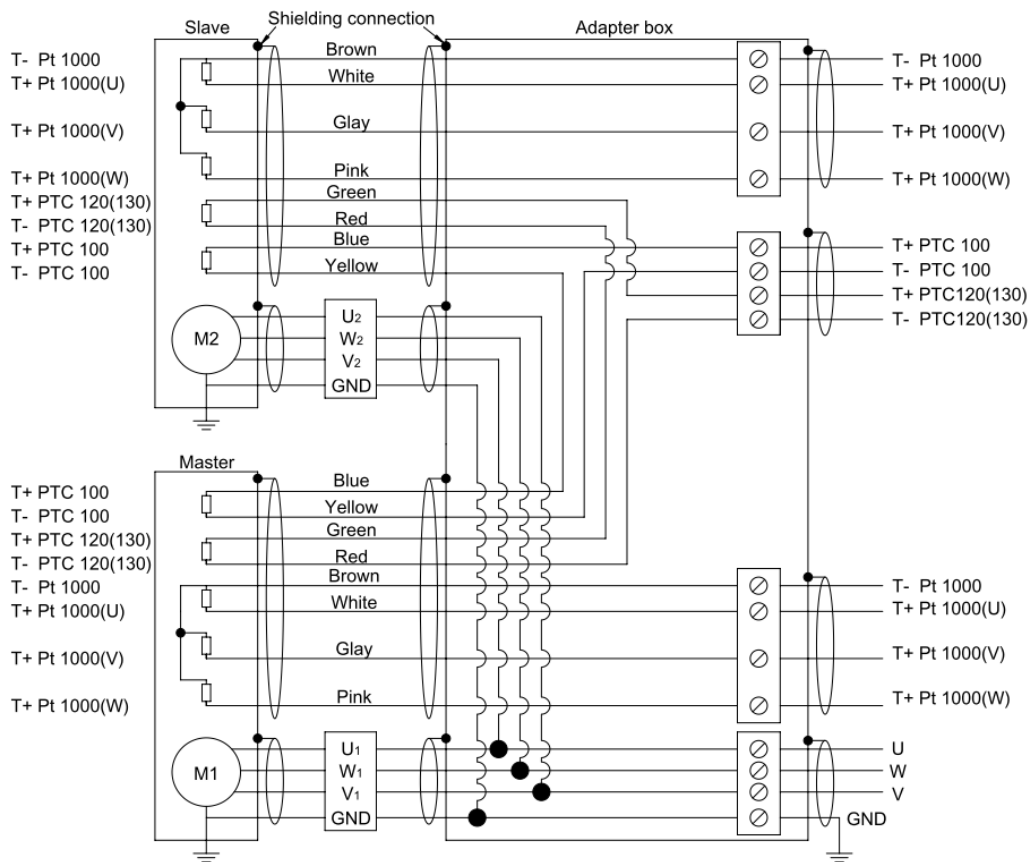 Slave
Shielding connection
Adapter box
T- Pt 1000
T+ Pt 1000(U)
T+ Pt 1000(V)
T+ Pt 1000(W)
T+ PTC 120(130)
T- PTC 120(130)
T+ PTC 100
T- PTC 100
Brown
White
Glay
Pink
Green
Red
Blue
Yellow
T- Pt 1000
T+ Pt 1000(U)
T+ Pt 1000(V)
T+ Pt 1000(W)
T+ PTC 100
T- PTC 100
T+ PTC120(130)
T- PTC120(130)
M2
U2
W2
V2
GND
Master
T+ PTC 100
T- PTC 100
T+ PTC 120(130)
T- PTC 120(130)
T- Pt 1000
T+ Pt 1000(U)
T+ Pt 1000(V)
T+ Pt 1000(W)
Blue
Yellow
Green
Red
Brown
White
Glay
Pink
T- Pt 1000
T+ Pt 1000(U)
T+ Pt 1000(V)
T+ Pt 1000(W)
M1
U1
W1
V1
GND
U
W
V
GND